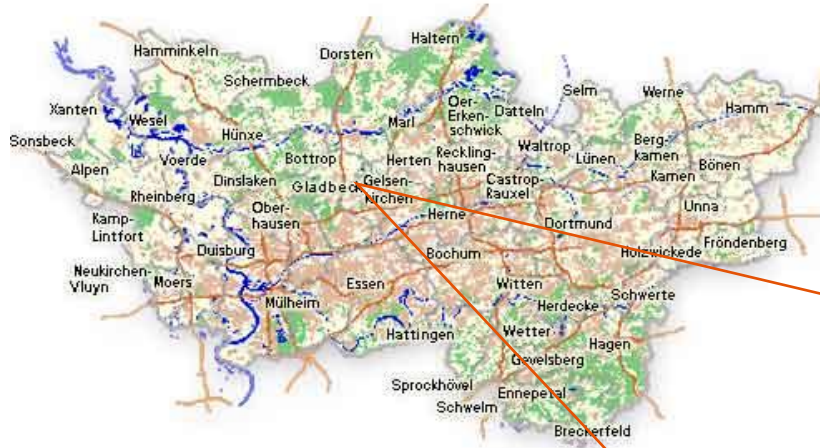 Hamminkeln
Dorsten
Haltern
Schermbeck
Selm
Werne
Hamm
Xanten
Wesel
Hünxe
Marl
Oer-
Erken-
schwick
Datteln
Waltrop
Lünen
Berg-
kamen
Bönen
Sonsbeck
Alpen
Voerde
Bottrop
Herten
Reckling-
hausen
Kamen
Rheinberg
Dinslaken
Gladbeck
Gelsen-
kirchen
Castrop-
Rauxel
Unna
Kamp-
Lintfort
Ober-
hausen
Herne
Dortmund
Fröndenberg
Duisburg
Bochum
Holzwickede
Neukirchen-
Vluyn
Moers
Essen
Witten
Schwerte
Mülheim
Herdecke
Hattingen
Wetter
Hagen
Gevelsberg
Sprockhövel
Ennepetal
Schwelm
Breckerfeld